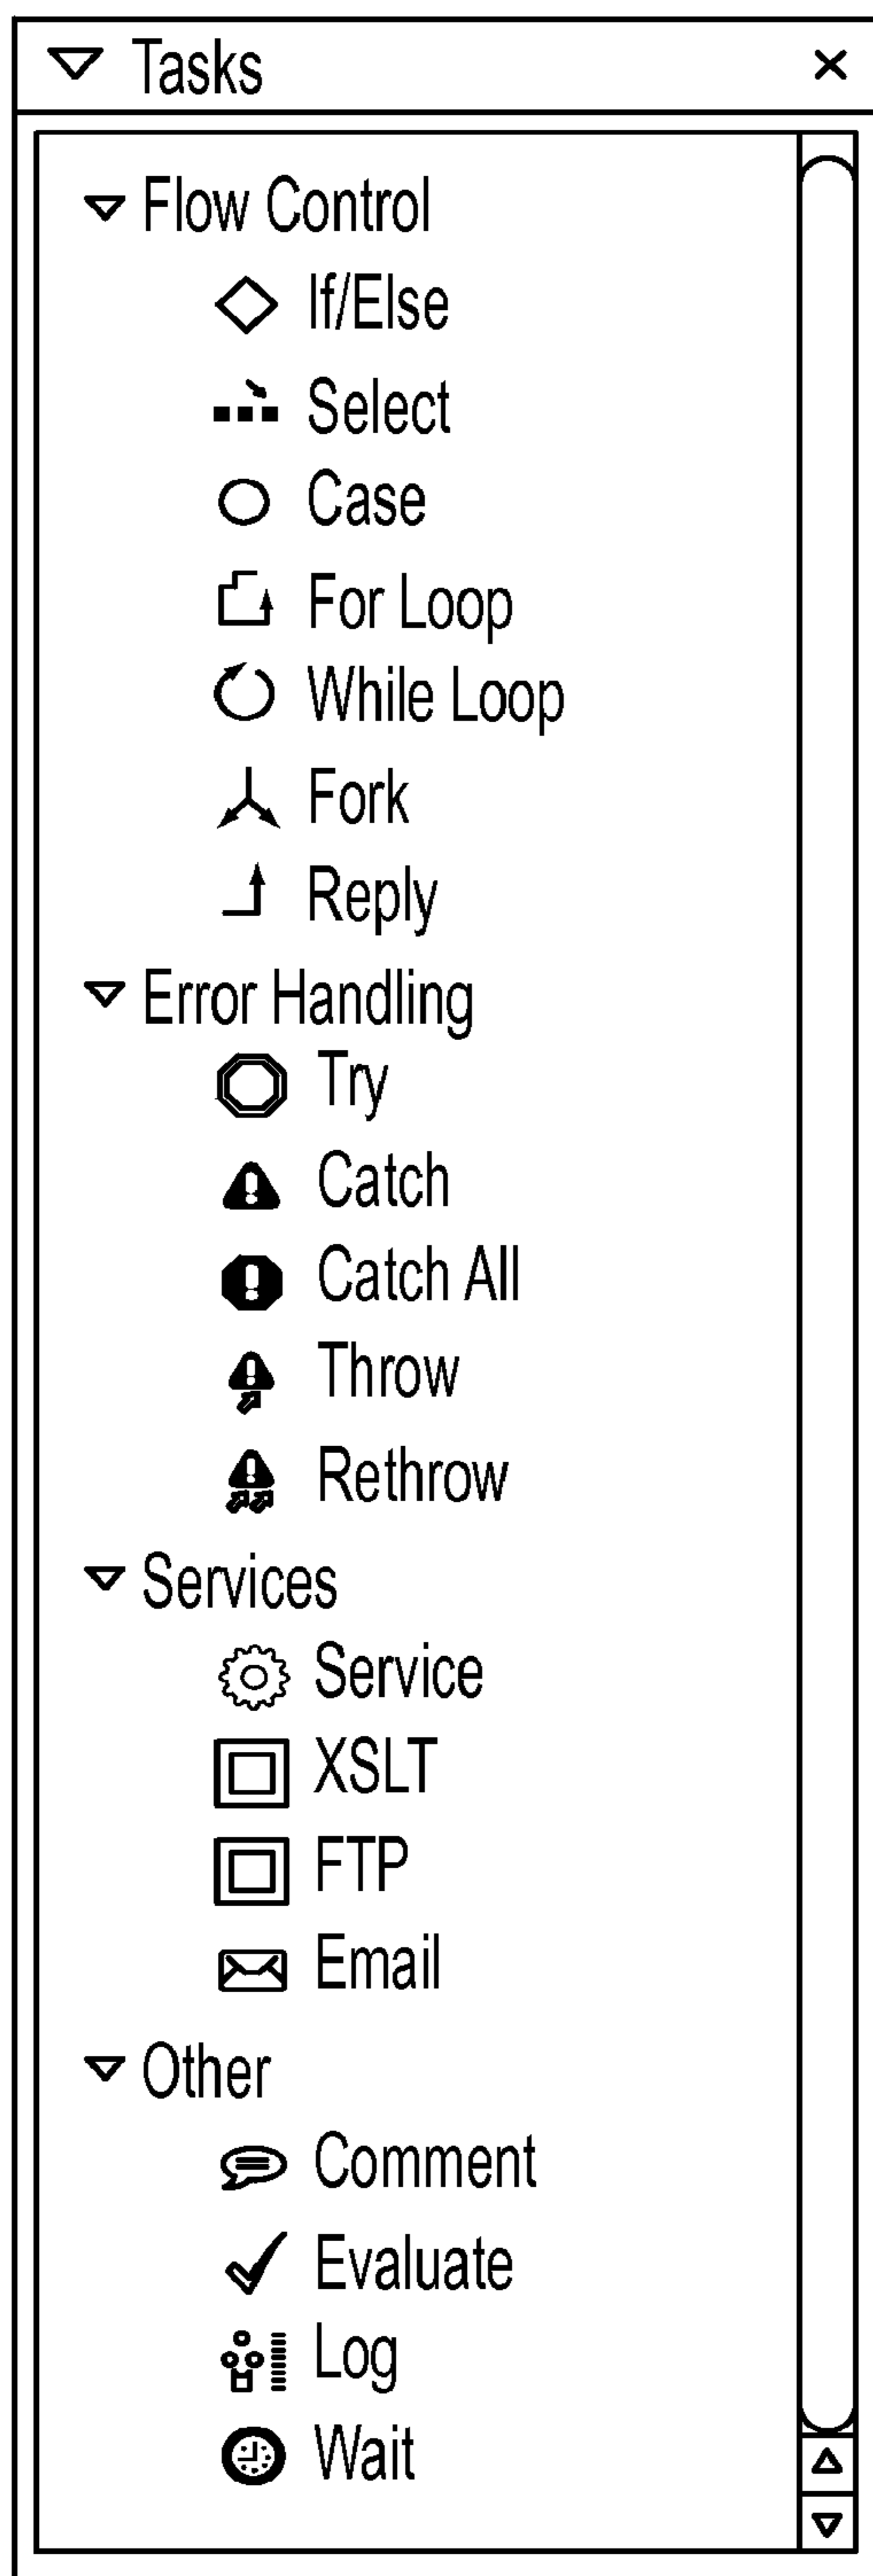 Tasks
Flow Control
If/Else
Select
Case
For Loop
While Loop
Fork
Reply
Error Handling
Try
Catch
Catch All
Throw
Rethrow
Services
Service
XSLT
FTP
Email
Other
Comment
Evaluate
Log
Wait